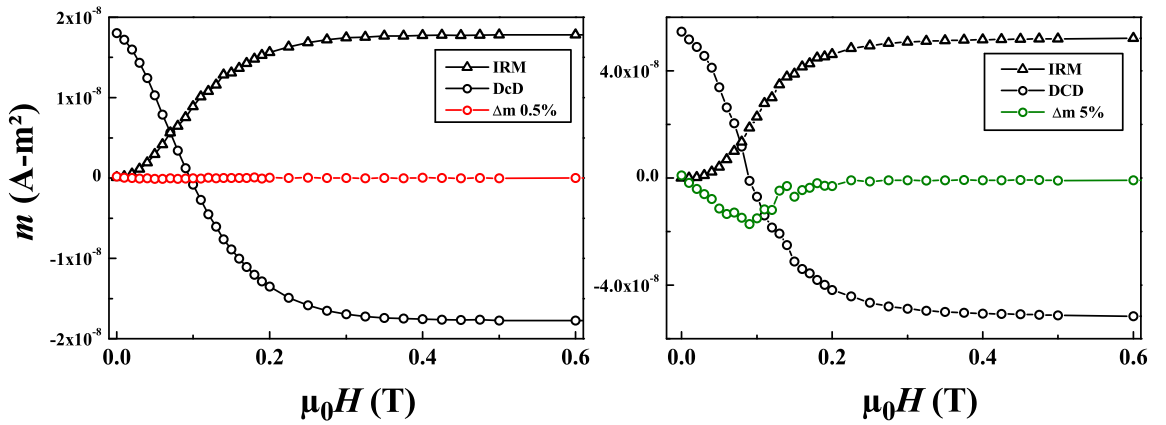 m (A-m²)
2x10⁻⁸
1x10⁻⁸
0
-1x10⁻⁸
-2x10⁻⁸
0.0 0.2 0.4 0.6
μ₀H (T)
IRM
DcD
Δm 0.5%
4.0x10⁻⁸
0.0
-4.0x10⁻⁸
0.0 0.2 0.4 0.6
μ₀H (T)
IRM
DCD
Δm 5%